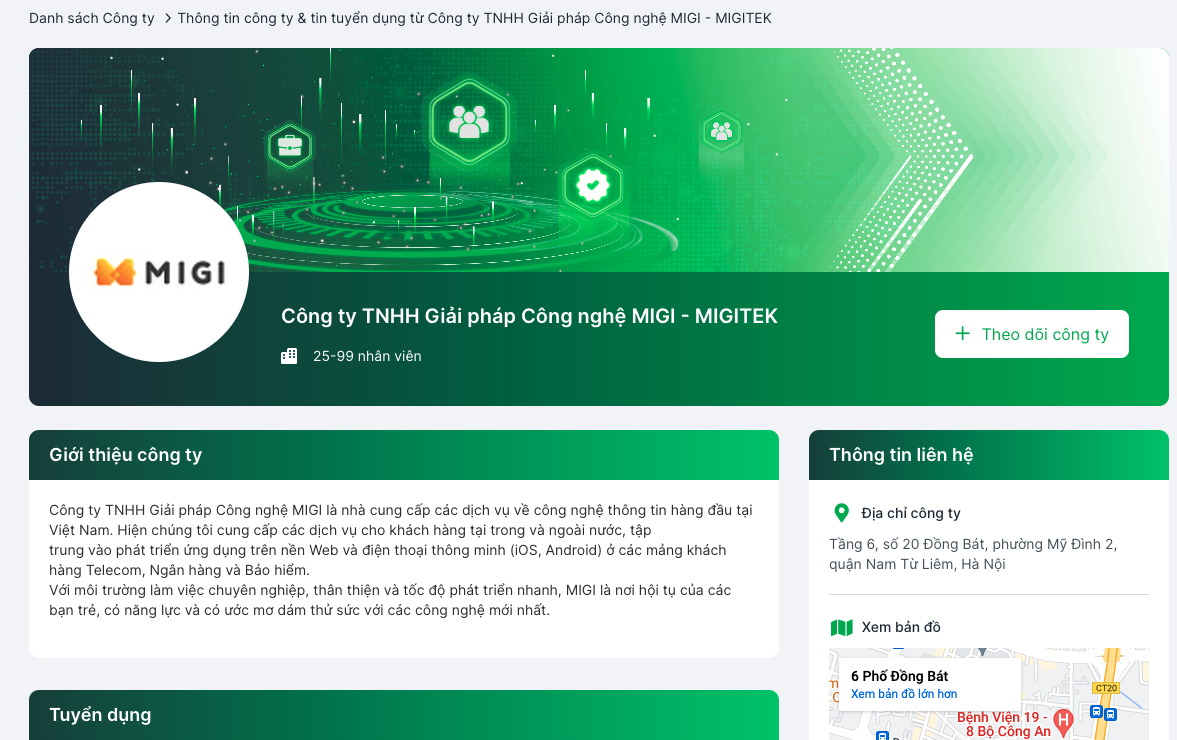 Danh sách Công ty > Thông tin công ty & tin tuyển dụng từ Công ty TNHH Giải pháp Công nghệ MIGI - MIGITEK
MIGI
Công ty TNHH Giải pháp Công nghệ MIGI - MIGITEK
25-99 nhân viên
+ Theo dõi công ty
Giới thiệu công ty
Công ty TNHH Giải pháp Công nghệ MIGI là nhà cung cấp các dịch vụ về công nghệ thông tin hàng đầu tại
Việt Nam. Hiện chúng tôi cung cấp các dịch vụ cho khách hàng tại trong và ngoài nước, tập
trung vào phát triển ứng dụng trên nền Web và điện thoại thông minh (iOS, Android) ở các mảng khách
hàng Telecom, Ngân hàng và Bảo hiểm.
Với môi trường làm việc chuyên nghiệp, thân thiện và tốc độ phát triển nhanh, MIGI là nơi hội tụ của các
bạn trẻ, có năng lực và có ước mơ dám thử sức với các công nghệ mới nhất.
Tuyển dụng
Thông tin liên hệ
Địa chỉ công ty
Tầng 6, số 20 Đồng Bát, phường Mỹ Đình 2,
quận Nam Từ Liêm, Hà Nội
Xem bản đồ
6 Phố Đồng Bát
Xem bản đồ lớn hơn
CT20
Bệnh Viện 19 -
8 Bộ Công An
H